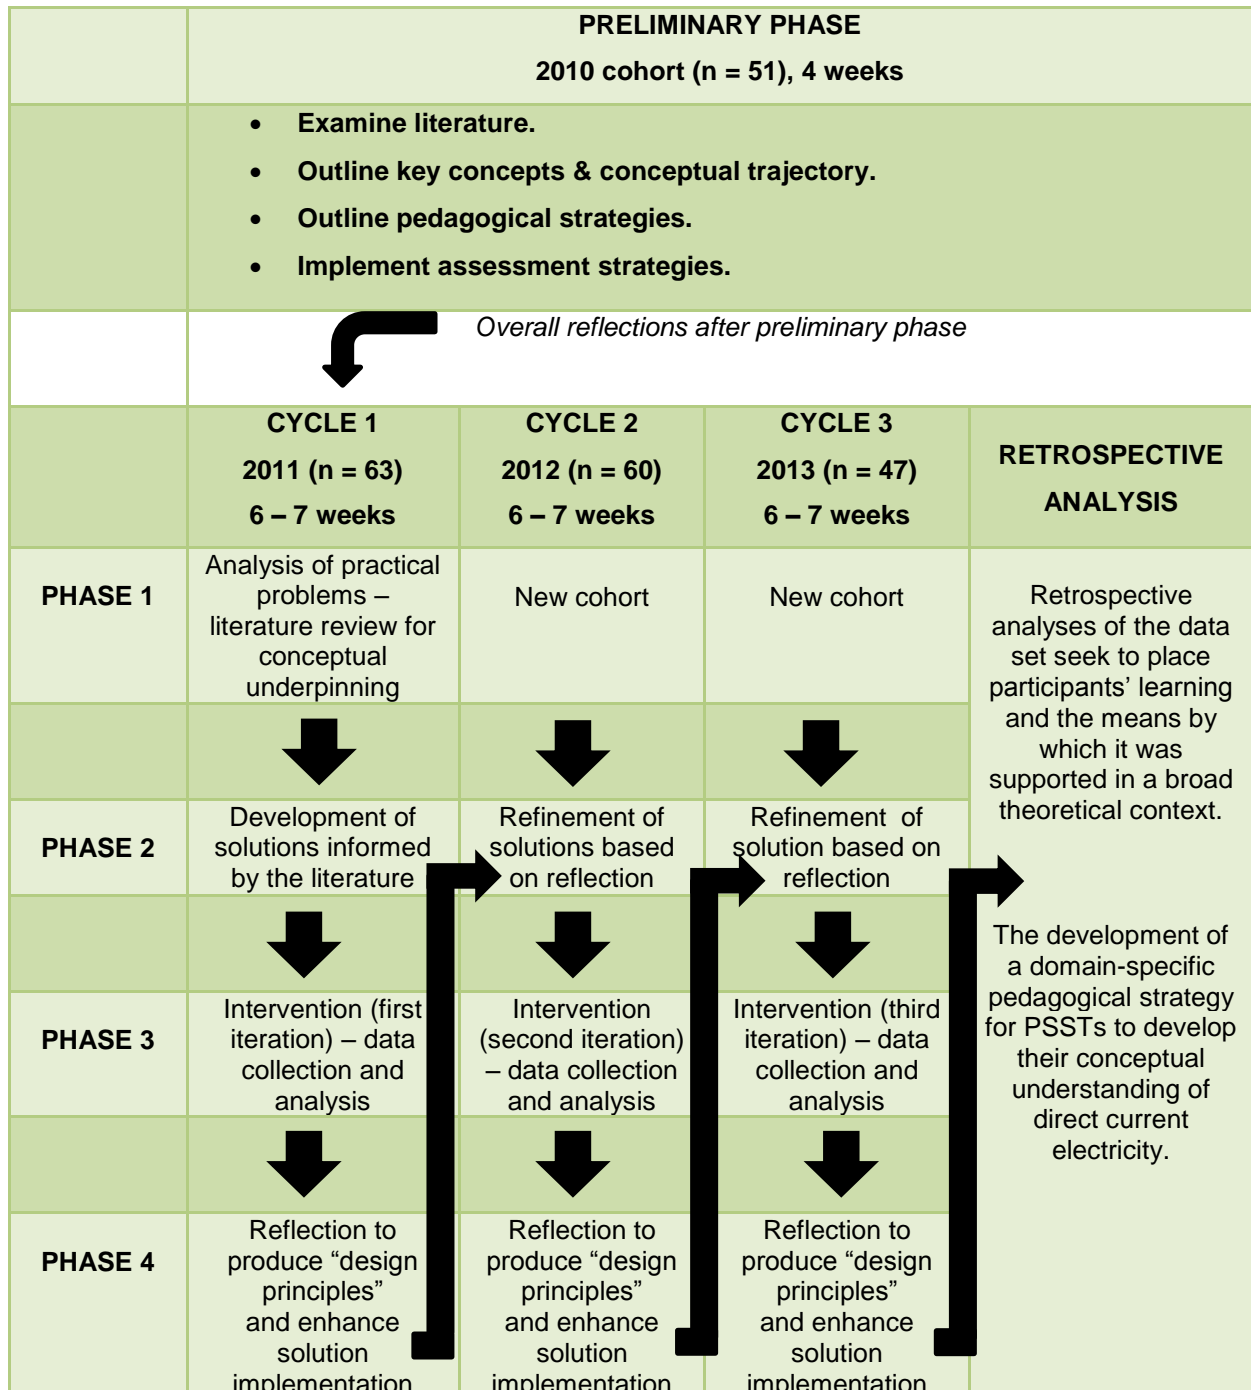 PRELIMINARY PHASE
2010 cohort (n = 51), 4 weeks
• Examine literature.
• Outline key concepts & conceptual trajectory.
• Outline pedagogical strategies.
• Implement assessment strategies.
Overall reflections after preliminary phase
CYCLE 1
2011 (n = 63)
6 – 7 weeks
CYCLE 2
2012 (n = 60)
6 – 7 weeks
CYCLE 3
2013 (n = 47)
6 – 7 weeks
RETROSPECTIVE
ANALYSIS
PHASE 1
Analysis of practical
problems –
literature review for
conceptual
underpinning
New cohort
New cohort
Retrospective
analyses of the data
set seek to place
participants’ learning
and the means by
which it was
supported in a broad
theoretical context.
PHASE 2
Development of
solutions informed
by the literature
Refinement of
solutions based
on reflection
Refinement of
solution based on
reflection
The development of
a domain-specific
pedagogical strategy
for PSSTs to develop
their conceptual
understanding of
direct current
electricity.
PHASE 3
Intervention (first
iteration) – data
collection and
analysis
Intervention
(second iteration)
– data collection
and analysis
Intervention (third
iteration) – data
collection and
analysis
PHASE 4
Reflection to
produce “design
principles”
and enhance
solution
implementation
Reflection to
produce “design
principles”
and enhance
solution
implementation
Reflection to
produce “design
principles”
and enhance
solution
implementation